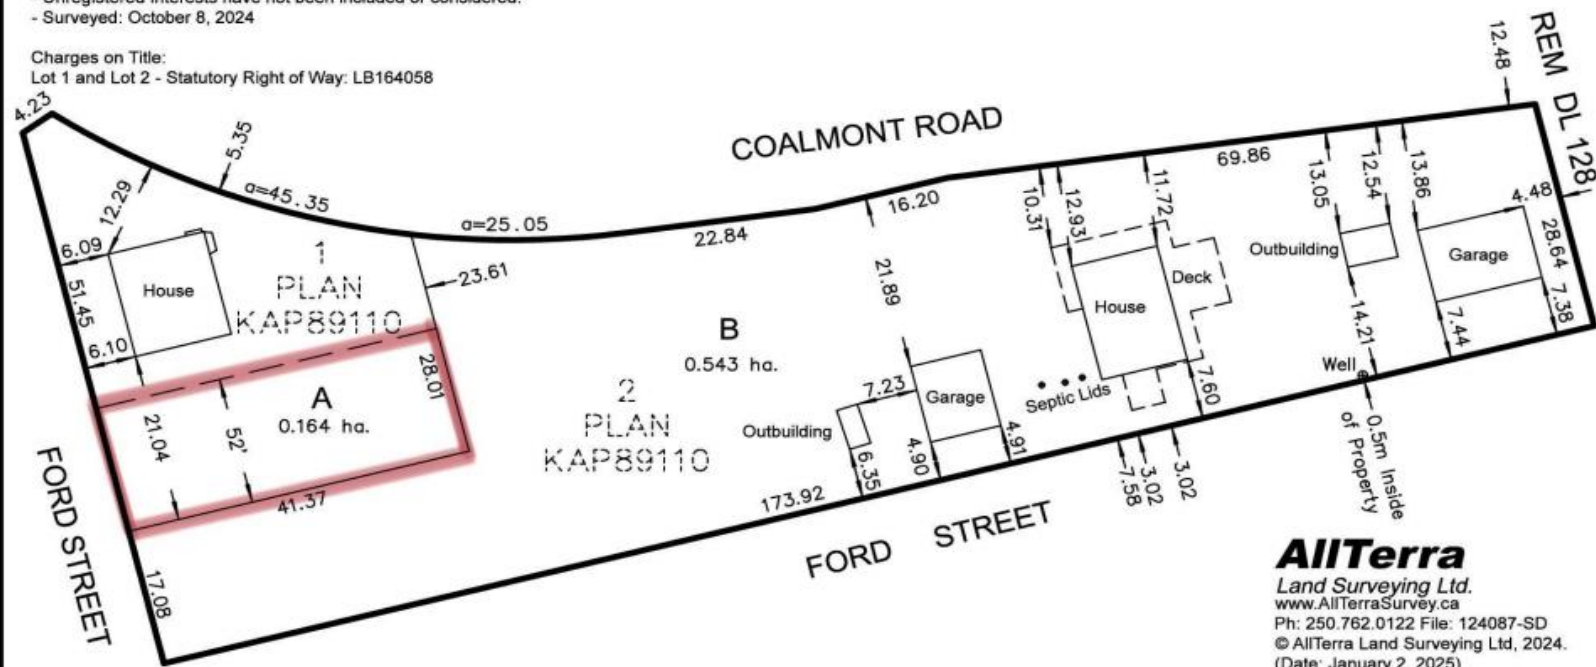 - Unregistered interests have not been included or considered.
- Surveyed: October 8, 2024
Charges on Title:
Lot 1 and Lot 2 - Statutory Right of Way: LB164058
4.23
5.35
12.29
a=45.35
a=25.05
COALMONT ROAD
22.84
16.20
69.86
12.48
REM DL 128
6.09
House
51.45
6.10
1
PLAN
KAP89110
23.61
A
0.164 ha.
28.01
21.04
52'
41.37
FORD STREET
17.08
B
0.543 ha.
2
PLAN
KAP89110
21.89
7.23
Outbuilding
Garage
6.35
4.90
4.91
173.92
FORD STREET
10.31
12.93
11.72
House
Deck
Septic Lids
7.60
7.58
3.02
3.02
13.05
12.54
13.86
Outbuilding
14.21
Well
0.5m Inside
of Property
4.48
Garage
28.64
7.44
7.38
AllTerra
Land Surveying Ltd.
www.AllTerraSurvey.ca
Ph: 250.762.0122 File: 124087-SD
© AllTerra Land Surveying Ltd, 2024.
(Date: January 2, 2025)